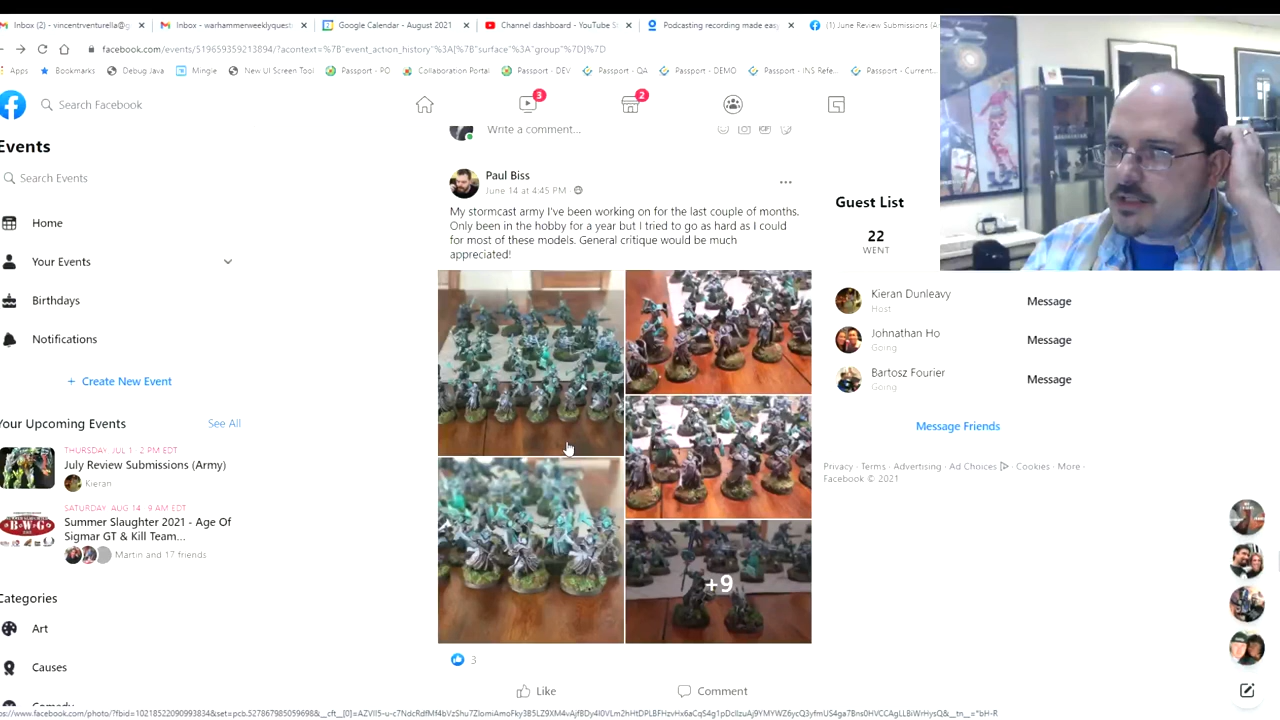 Inbox (2) - vincentrventurella@g
Inbox - warhammerweeklyquest
Google Calendar - August 2021
Channel dashboard - YouTube S
Podcasting recording made easy
(1) June Review Submissions (A
facebook.com/events/519659359213894/?acontext=%7B"event_action_history"%3A[%7B"surface"%3A"group"%7D]%7D
Apps
Bookmarks
Debug Java
Mingle
New UI Screen Tool
Passport - PO
Collaboration Portal
Passport - DEV
Passport - QA
Passport - DEMO
Passport - INS Refe...
Passport - Current...
Search Facebook
3
2
Events
Search Events
Home
Your Events
Birthdays
Notifications
+ Create New Event
Your Upcoming Events
See All
THURSDAY, JUL 1 · 2 PM EDT
July Review Submissions (Army)
Kieran
SATURDAY, AUG 14 · 9 AM EDT
Summer Slaughter 2021 - Age Of
Sigmar GT & Kill Team...
Martin and 17 friends
Categories
Art
Causes
Comedy
Write a comment...
Paul Biss
June 14 at 4:45 PM ·
My stormcast army I've been working on for the last couple of months.
Only been in the hobby for a year but I tried to go as hard as I could
for most of these models. General critique would be much
appreciated!
+9
3
Like
Comment
Guest List
22
WENT
Kieran Dunleavy
Host
Message
Johnathan Ho
Going
Message
Bartosz Fourier
Going
Message
Message Friends
Privacy · Terms · Advertising · Ad Choices · Cookies · More ·
Facebook © 2021